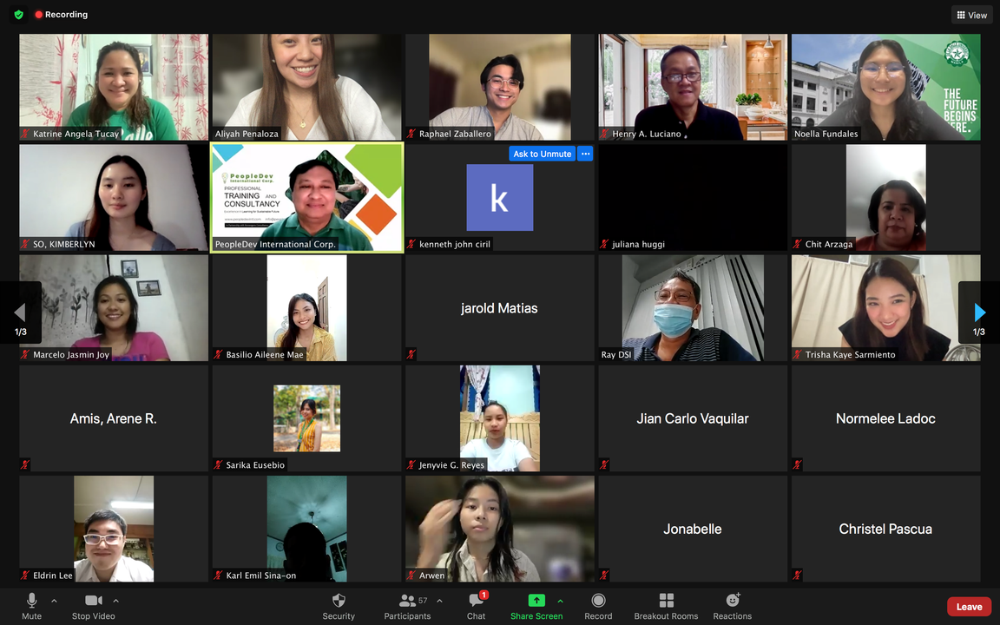 Recording
View
Katrine Angela Tucay
Aliyah Penaloza
Raphael Zaballero
Henry A. Luciano
THE
FUTURE
BEGINS
HERE.
Noella Fundales
SO, KIMBERLYN
PeopleDev
International Corp.
PROFESSIONAL
TRAINING AND
CONSULTANCY
PeopleDev International Corp.
Ask to Unmute
k
kenneth john ciril
juliana huggi
Chit Arzaga
1/3
Marcelo Jasmin Joy
Basilio Aileene Mae
jarold Matias
Ray DSI
Trisha Kaye Sarmiento
1/3
Amis, Arene R.
Sarika Eusebio
Jenyvie G. Reyes
Jian Carlo Vaquilar
Normelee Ladoc
Eldrin Lee
Karl Emil Sina-on
Arwen
Jonabelle
Christel Pascua
Mute
Stop Video
Security
57
Participants
1
Chat
Share Screen
Record
Breakout Rooms
Reactions
Leave